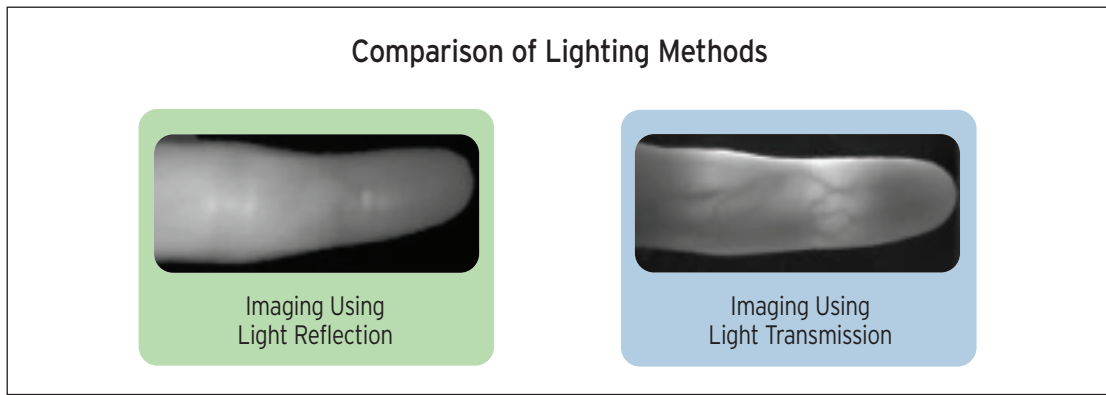 Comparison of Lighting Methods
Imaging Using
Light Reflection
Imaging Using
Light Transmission